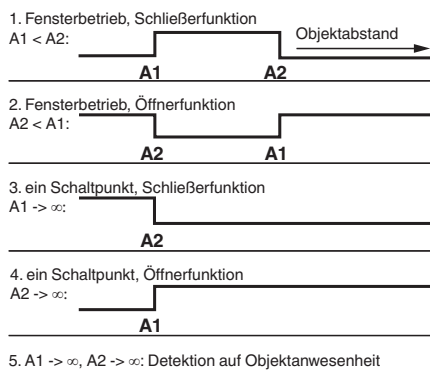 1. Fensterbetrieb, Schließerfunktion
A1 < A2:
Objektabstand
A1 A2
2. Fensterbetrieb, Öffnerfunktion
A2 < A1:
A2 A1
3. ein Schaltpunkt, Schließerfunktion
A1 -> ∞:
A2
4. ein Schaltpunkt, Öffnerfunktion
A2 -> ∞:
A1
5. A1 -> ∞, A2 -> ∞: Detektion auf Objektanwesenheit